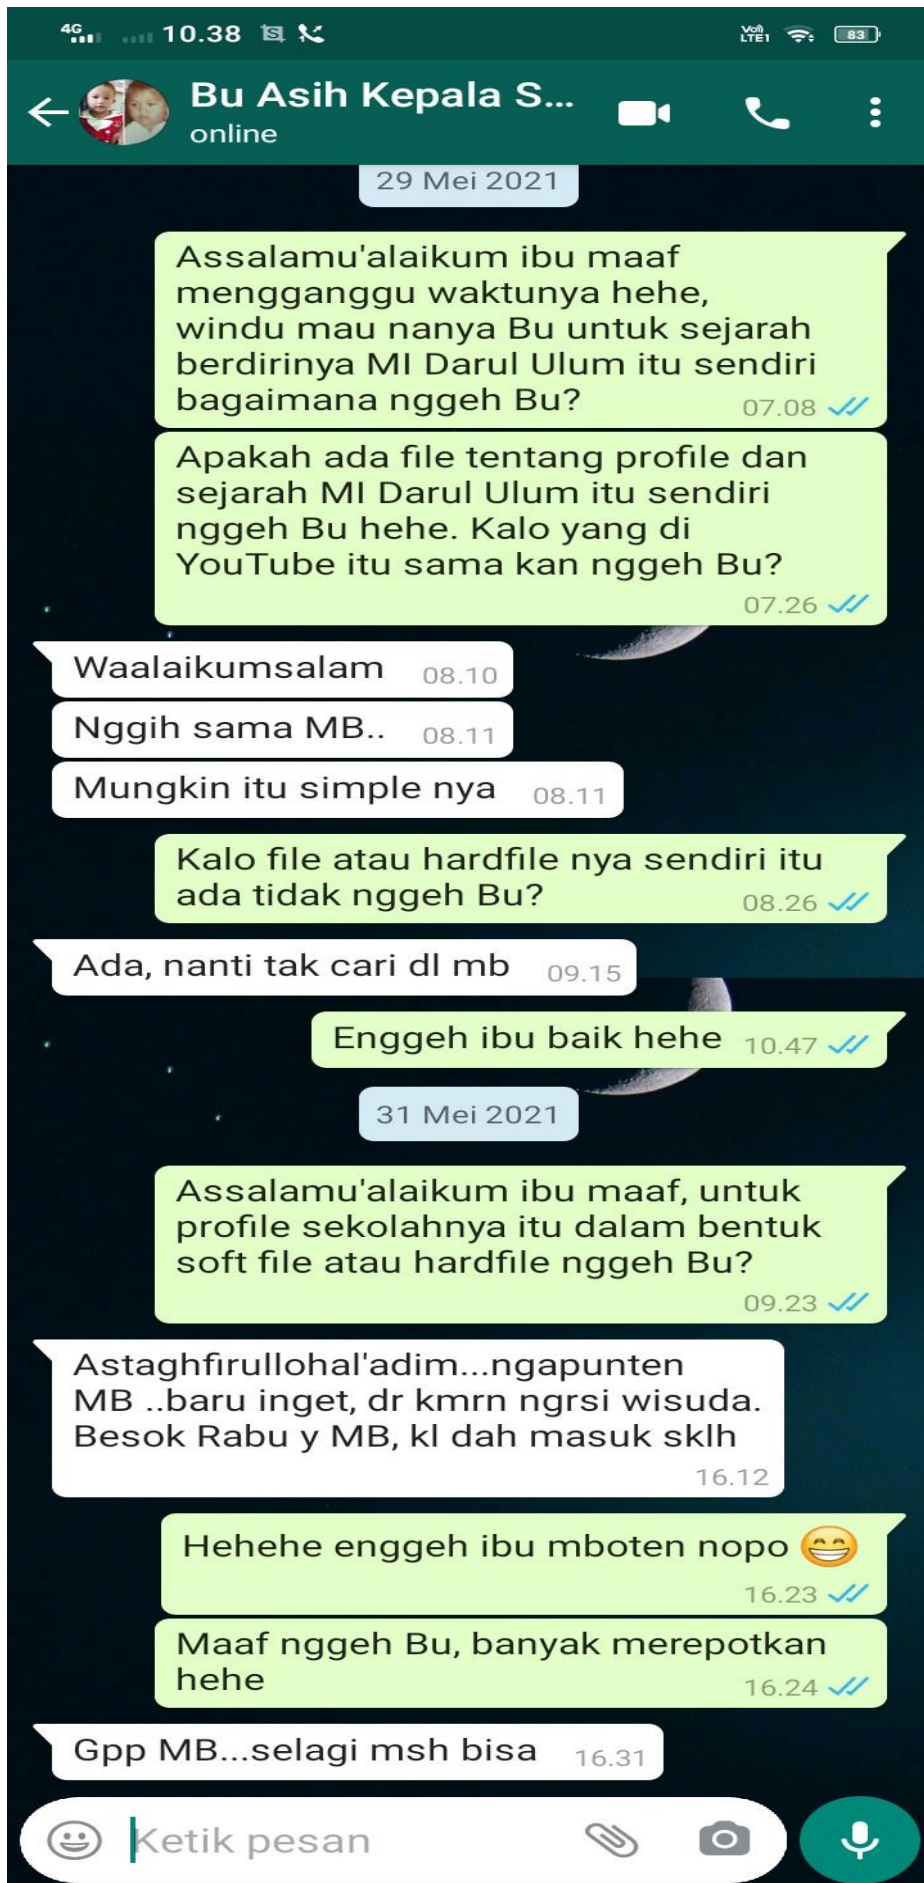 4G 10.38 Vo)) LTE1 83
Bu Asih Kepala S...
online
29 Mei 2021
Assalamu'alaikum ibu maaf
mengganggu waktunya hehe,
windu mau nanya Bu untuk sejarah
berdirinya MI Darul Ulum itu sendiri
bagaimana nggeh Bu? 07.08
Apakah ada file tentang profile dan
sejarah MI Darul Ulum itu sendiri
nggeh Bu hehe. Kalo yang di
YouTube itu sama kan nggeh Bu?
07.26
Waalaikumsalam 08.10
Nggih sama MB.. 08.11
Mungkin itu simple nya 08.11
Kalo file atau hardfile nya sendiri itu
ada tidak nggeh Bu? 08.26
Ada, nanti tak cari dl mb 09.15
Enggeh ibu baik hehe 10.47
31 Mei 2021
Assalamu'alaikum ibu maaf, untuk
profile sekolahnya itu dalam bentuk
soft file atau hardfile nggeh Bu?
09.23
Astaghfirullohal'adim...ngapunten
MB ..baru inget, dr kmrn ngrsi wisuda.
Besok Rabu y MB, kl dah masuk sklh
16.12
Hehehe enggeh ibu mboten nopo 😁
16.23
Maaf nggeh Bu, banyak merepotkan
hehe 16.24
Gpp MB...selagi msh bisa 16.31
Ketik pesan